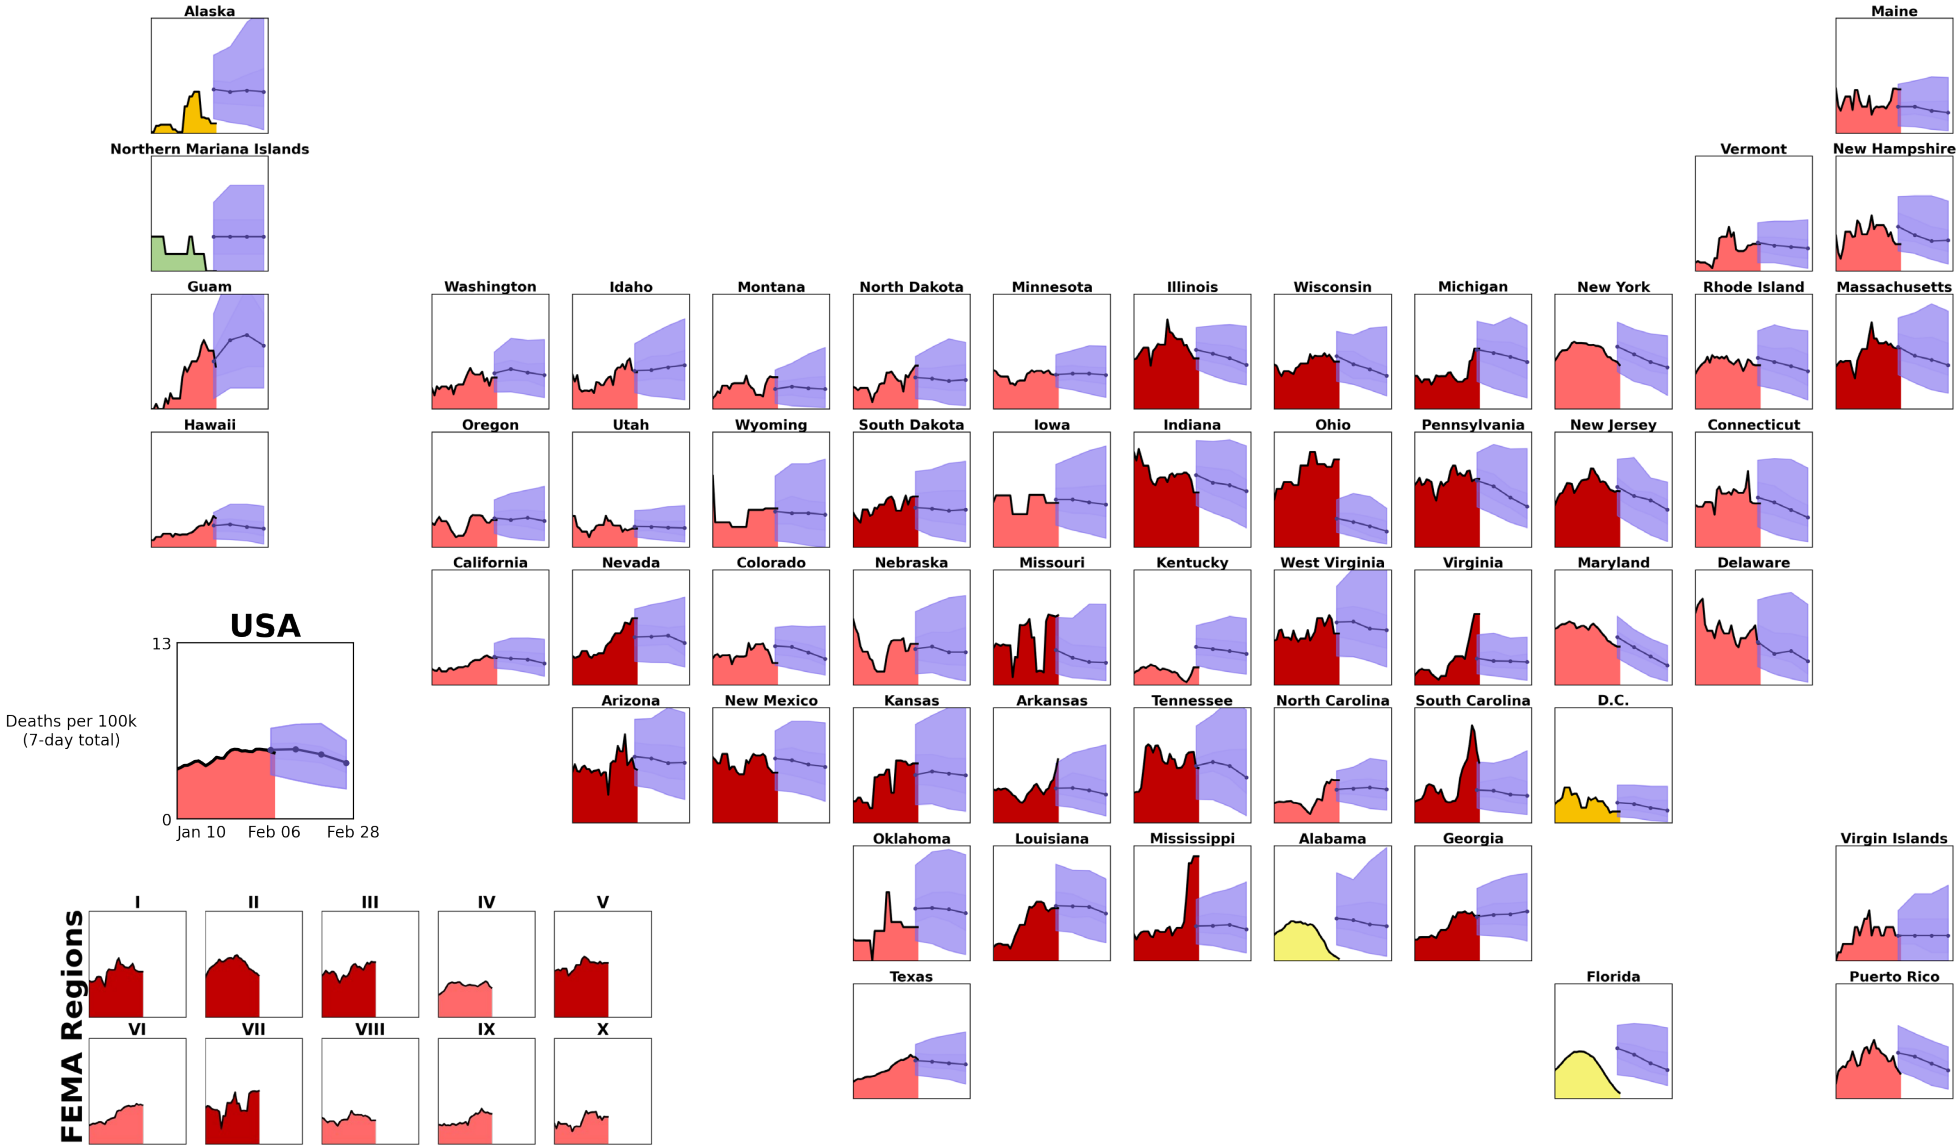 Alaska
Maine
Northern Mariana Islands
Vermont
New Hampshire
Guam
Washington
Idaho
Montana
North Dakota
Minnesota
Illinois
Wisconsin
Michigan
New York
Rhode Island
Massachusetts
Hawaii
Oregon
Utah
Wyoming
South Dakota
Iowa
Indiana
Ohio
Pennsylvania
New Jersey
Connecticut
California
Nevada
Colorado
Nebraska
Missouri
Kentucky
West Virginia
Virginia
Maryland
Delaware
USA
13
Deaths per 100k
(7-day total)
0
Jan 10
Feb 06
Feb 28
Arizona
New Mexico
Kansas
Arkansas
Tennessee
North Carolina
South Carolina
D.C.
Oklahoma
Louisiana
Mississippi
Alabama
Georgia
Virgin Islands
Texas
Florida
Puerto Rico
FEMA Regions
I
II
III
IV
V
VI
VII
VIII
IX
X